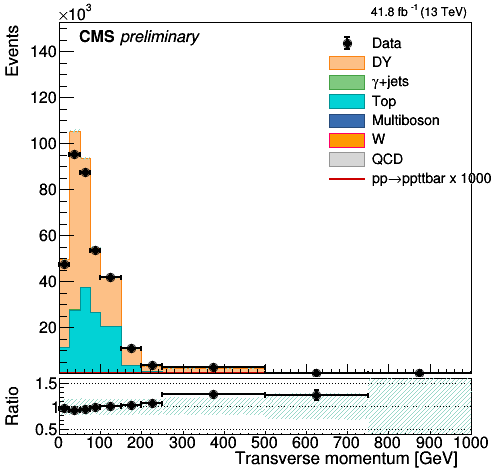 ×10³
41.8 fb⁻¹ (13 TeV)
CMS preliminary
Events
140
120
100
80
60
40
20
Data
DY
γ+jets
Top
Multiboson
W
QCD
pp→ppttbar x 1000
Ratio
1.5
1
0.5
0 100 200 300 400 500 600 700 800 900 1000
Transverse momentum [GeV]